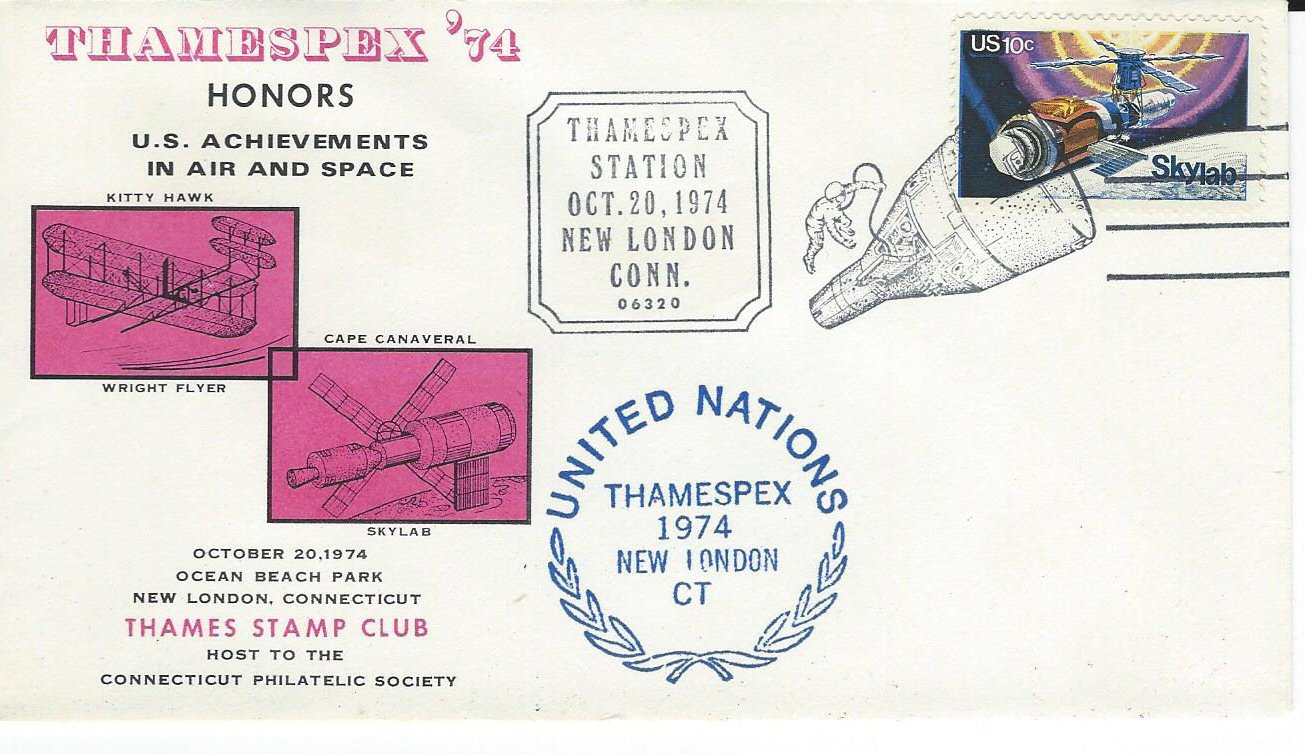 THAMESPEX '74
HONORS
U.S. ACHIEVEMENTS
IN AIR AND SPACE
KITTY HAWK
WRIGHT FLYER
CAPE CANAVERAL
SKYLAB
OCTOBER 20,1974
OCEAN BEACH PARK
NEW LONDON, CONNECTICUT
THAMES STAMP CLUB
HOST TO THE
CONNECTICUT PHILATELIC SOCIETY
THAMESPEX
STATION
OCT. 20, 1974
NEW LONDON
CONN.
06320
US 10c
Skylab
UNITED NATIONS
THAMESPEX
1974
NEW LONDON
CT